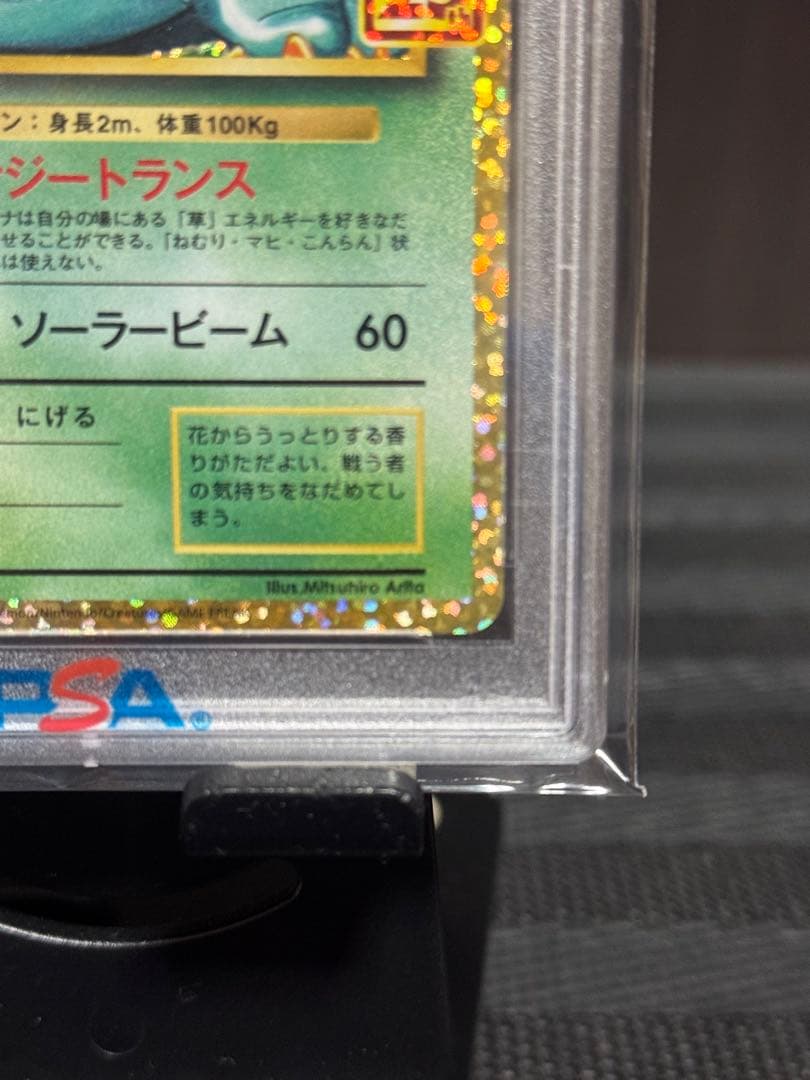 ン：身長2m、体重100Kg
ジートランス
ナは自分の場にある「草」エネルギーを好きなだ
せることができる。「ねむり・マヒ・こんらん」状
は使えない。
ソーラービーム 60
にげる
花からうっとりする香
りがただよい、戦う者
の気持ちをなだめてし
まう。
Illus.Mitsuhiro Arita
PSA